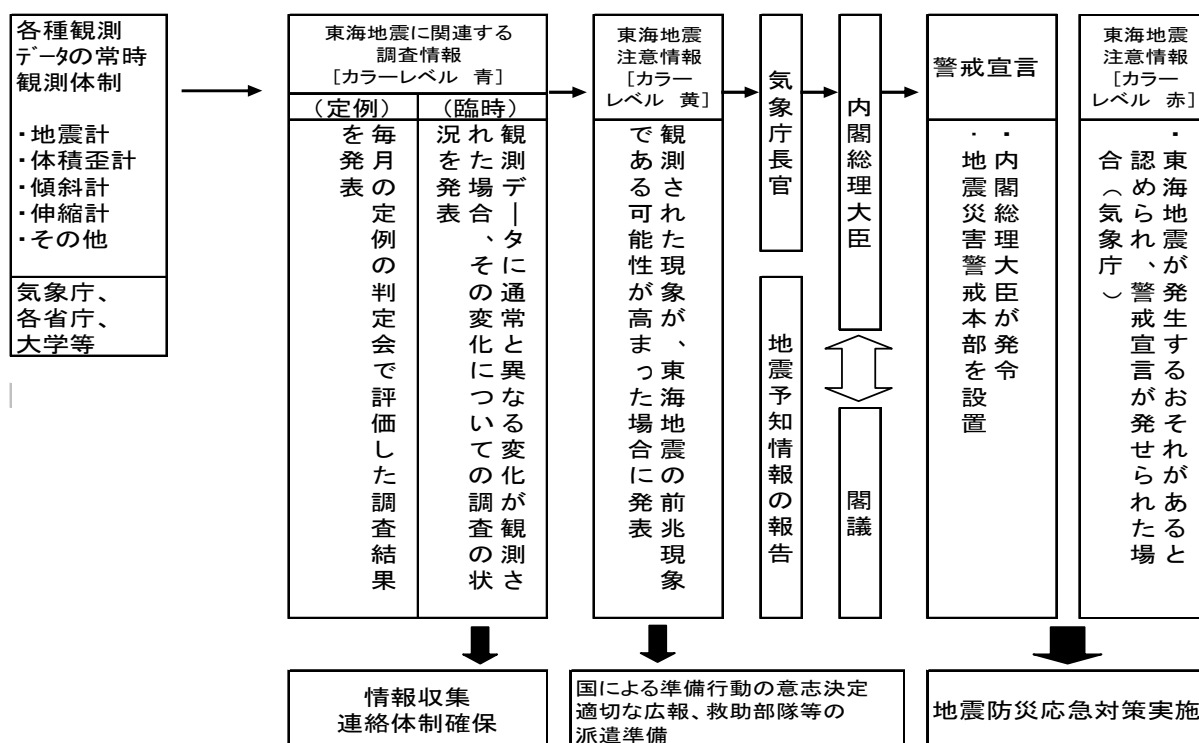 各種観測
ﾃﾞｰﾀの常時
観測体制
・地震計
・体積歪計
・傾斜計
・伸縮計
・その他
気象庁、
各省庁、
大学等
東海地震に関連する
調査情報
[カラーレベル 青]
(定例)
毎月の定例の判定会で評価した調査結果
を発表
(臨時)
観測データに通常と異なる変化が観測さ
れた場合、その変化についての調査の状
況を発表
東海地震
注意情報
[カラー
レベル 黄]
観測された現象が、東海地震の前兆現象
である可能性が高まった場合に発表
気象庁長官
地震予知情報の報告
内閣総理大臣
閣議
警戒宣言
・内閣総理大臣が発令
・地震災害警戒本部を設置
東海地震
注意情報
[カラー
レベル 赤]
・東海地震が発生するおそれがあると
認められ、警戒宣言が発せられた場
合(気象庁)
情報収集
連絡体制確保
国による準備行動の意志決定
適切な広報、救助部隊等の
派遣準備
地震防災応急対策実施